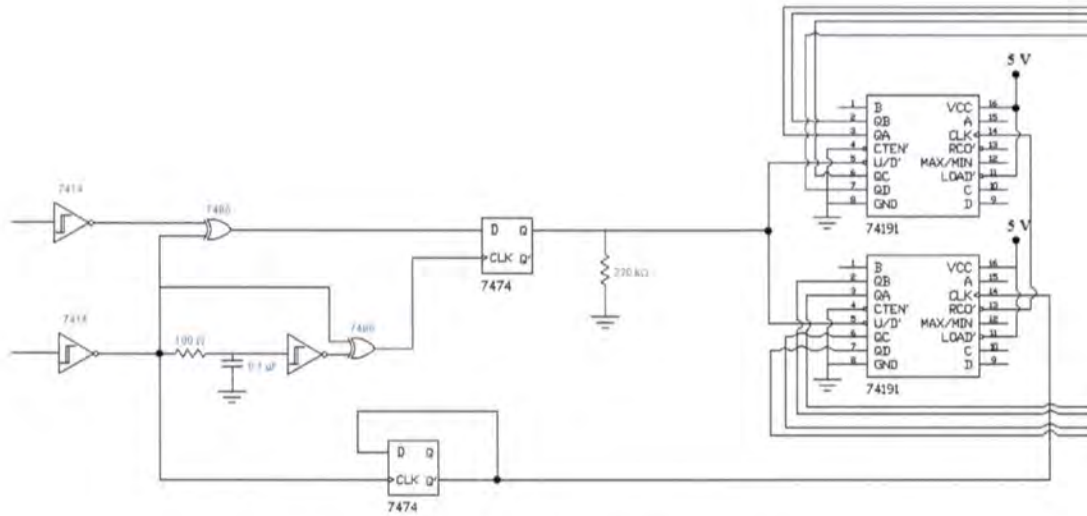 5 V
1 B VCC 16
2 QB A 15
3 QA CLK 14
4 CTEN' RCO' 13
5 U/D' MAX/MIN 12
6 QC LOAD' 11
7 QD C 10
8 GND D 9
74191
7414
D Q
CLK Q'
7474
220 kΩ
5 V
1 B VCC 16
2 QB A 15
3 QA CLK 14
4 CTEN' RCO' 13
5 U/D' MAX/MIN 12
6 QC LOAD' 11
7 QD C 10
8 GND D 9
74191
7414
100 Ω
0.1 µF
D Q
CLK Q'
7474